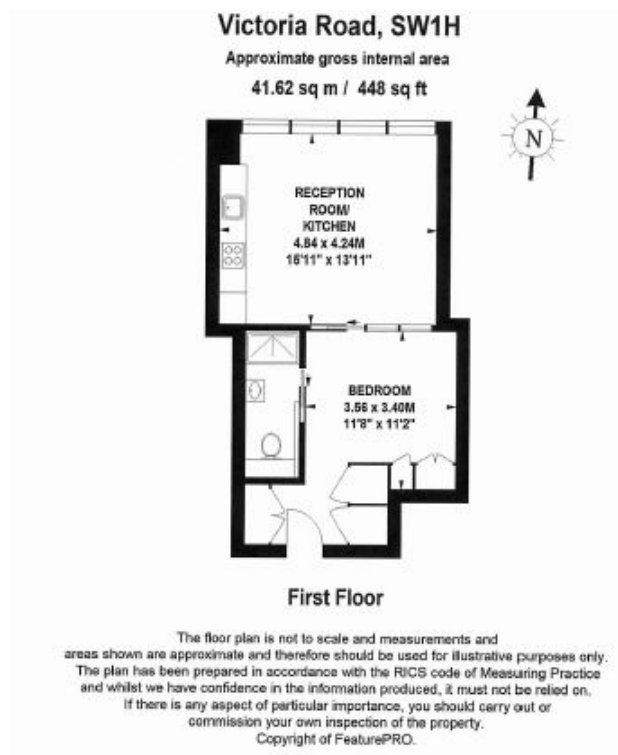 Victoria Road, SW1H
Approximate gross internal area
41.62 sq m / 448 sq ft
N
RECEPTION
ROOM/
KITCHEN
4.84 x 4.24M
15'11" x 13'11"
BEDROOM
3.56 x 3.40M
11'8" x 11'2"
First Floor
The floor plan is not to scale and measurements and
areas shown are approximate and therefore should be used for illustrative purposes only.
The plan has been prepared in accordance with the RICS code of Measuring Practice
and whilst we have confidence in the information produced, it must not be relied on.
If there is any aspect of particular importance, you should carry out or
commission your own inspection of the property.
Copyright of FeaturePRO.